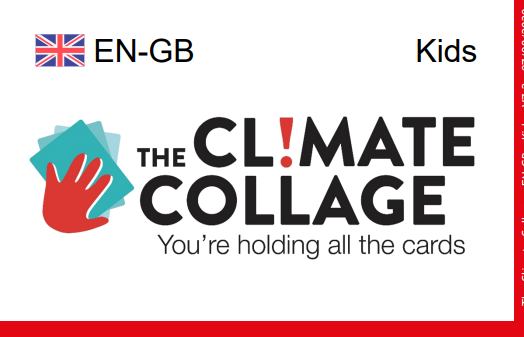 EN-GB Kids
THE CL!MATE
COLLAGE
You're holding all the cards